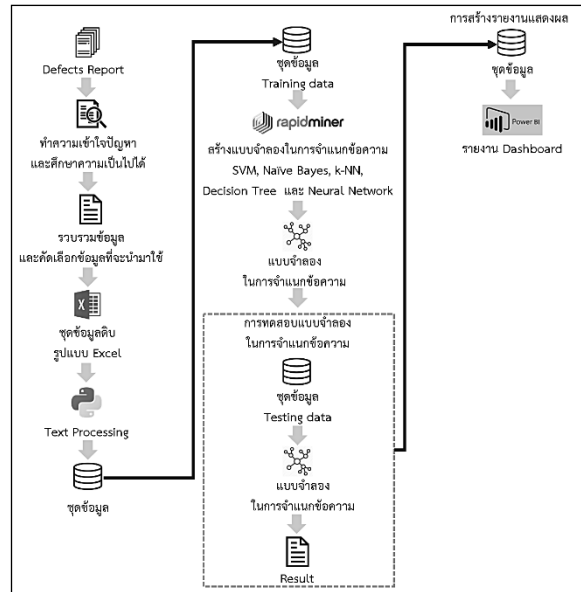 Defects Report
ทำความเข้าใจปัญหา
และศึกษาความเป็นไปได้
รวบรวมข้อมูล
และคัดเลือกข้อมูลที่จะนำมาใช้
X
ชุดข้อมูลดิบ
รูปแบบ Excel
Text Processing
ชุดข้อมูล
ชุดข้อมูล
Training data
rapidminer
สร้างแบบจำลองในการจำแนกข้อความ
SVM, Naïve Bayes, k-NN,
Decision Tree และ Neural Network
แบบจำลอง
ในการจำแนกข้อความ
การทดสอบแบบจำลอง
ในการจำแนกข้อความ
ชุดข้อมูล
Testing data
แบบจำลอง
ในการจำแนกข้อความ
Result
การสร้างรายงานแสดงผล
ชุดข้อมูล
Power BI
รายงาน Dashboard